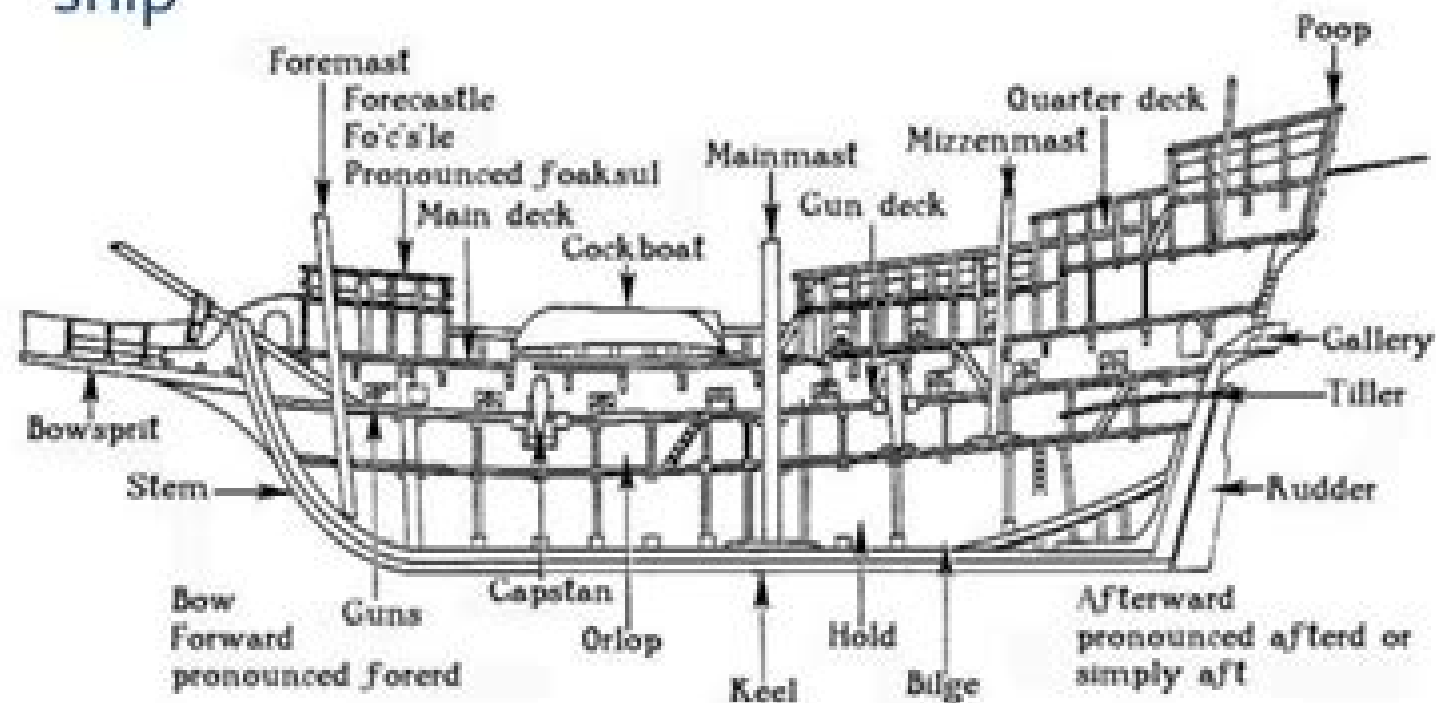 ship
Poop
Foremast
Forecastle
Fo'c's'le
Pronounced foaksul
Quarter deck
Mizrenmast
Mainmast
Main deck
Gun deck
Cockboat
Gallery
Tiller
Bowsprit
Stem
Rudder
Capstan
Guns
Orlop
Hold
Keel
Bilge
Bow
Forward
pronounced forerd
Afterward
pronounced afterd or
simply aft